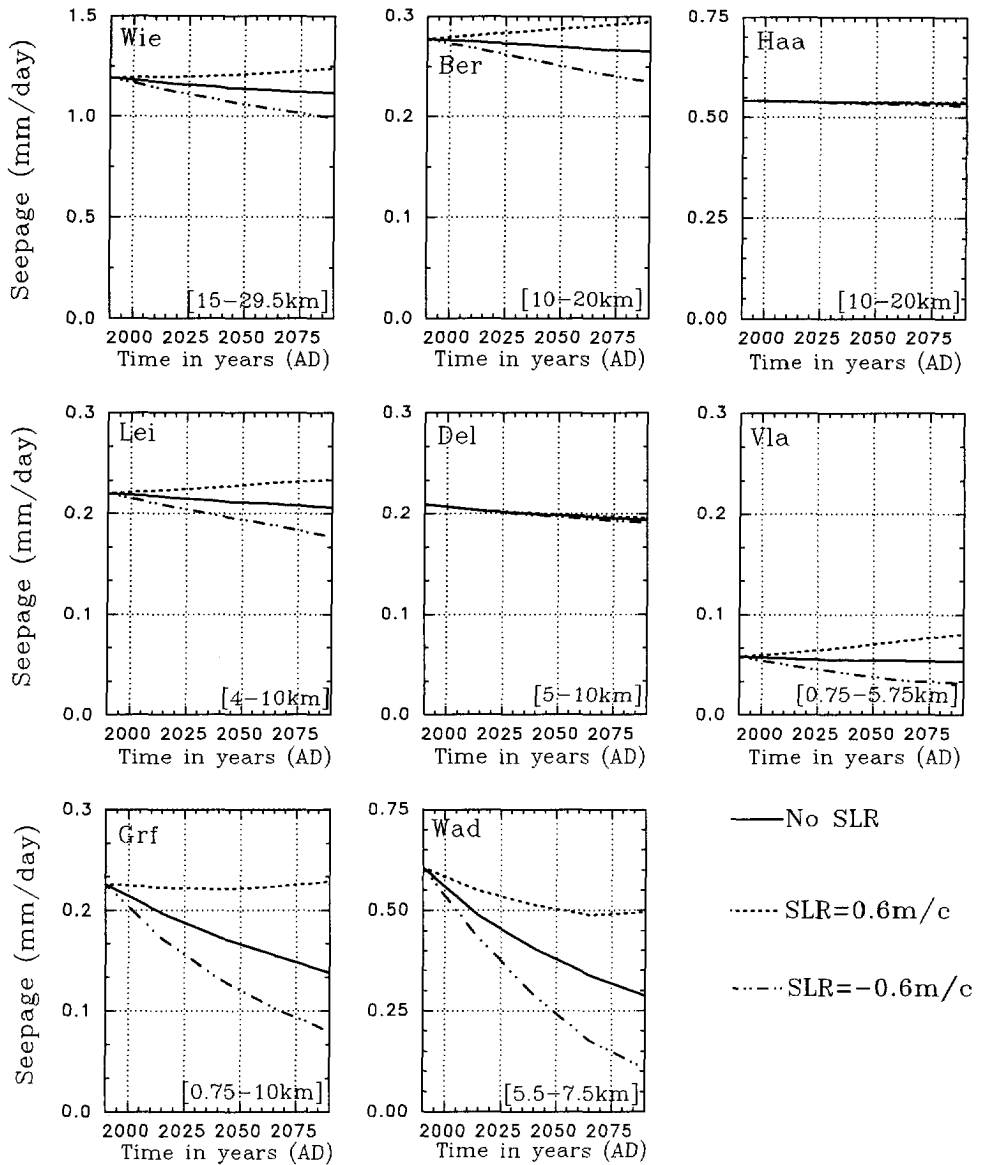 Seepage (mm/day)
1.5
1.0
0.5
0.0
Wie
[15-29.5km]
2000 2025 2050 2075
Time in years (AD)
0.3
0.2
0.1
0.0
Ber
[10-20km]
2000 2025 2050 2075
Time in years (AD)
0.75
0.50
0.25
0.00
Haa
[10-20km]
2000 2025 2050 2075
Time in years (AD)
Seepage (mm/day)
0.3
0.2
0.1
0.0
Lei
[4-10km]
2000 2025 2050 2075
Time in years (AD)
0.3
0.2
0.1
0.0
Del
[5-10km]
2000 2025 2050 2075
Time in years (AD)
0.3
0.2
0.1
0.0
Vla
[0.75-5.75km]
2000 2025 2050 2075
Time in years (AD)
Seepage (mm/day)
0.3
0.2
0.1
0.0
Grf
[0.75-10km]
2000 2025 2050 2075
Time in years (AD)
0.75
0.50
0.25
0.00
Wad
[5.5-7.5km]
2000 2025 2050 2075
Time in years (AD)
No SLR
SLR=0.6m/c
SLR=-0.6m/c